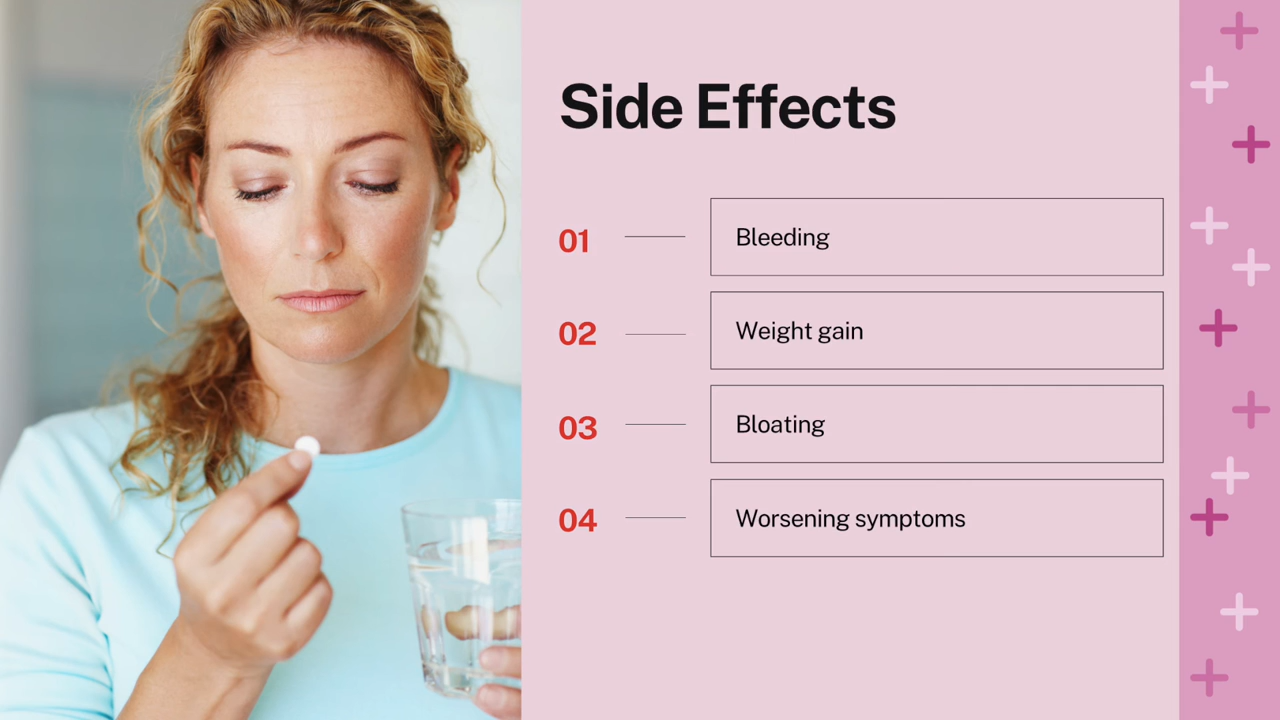 Side Effects
01 Bleeding
02 Weight gain
03 Bloating
04 Worsening symptoms